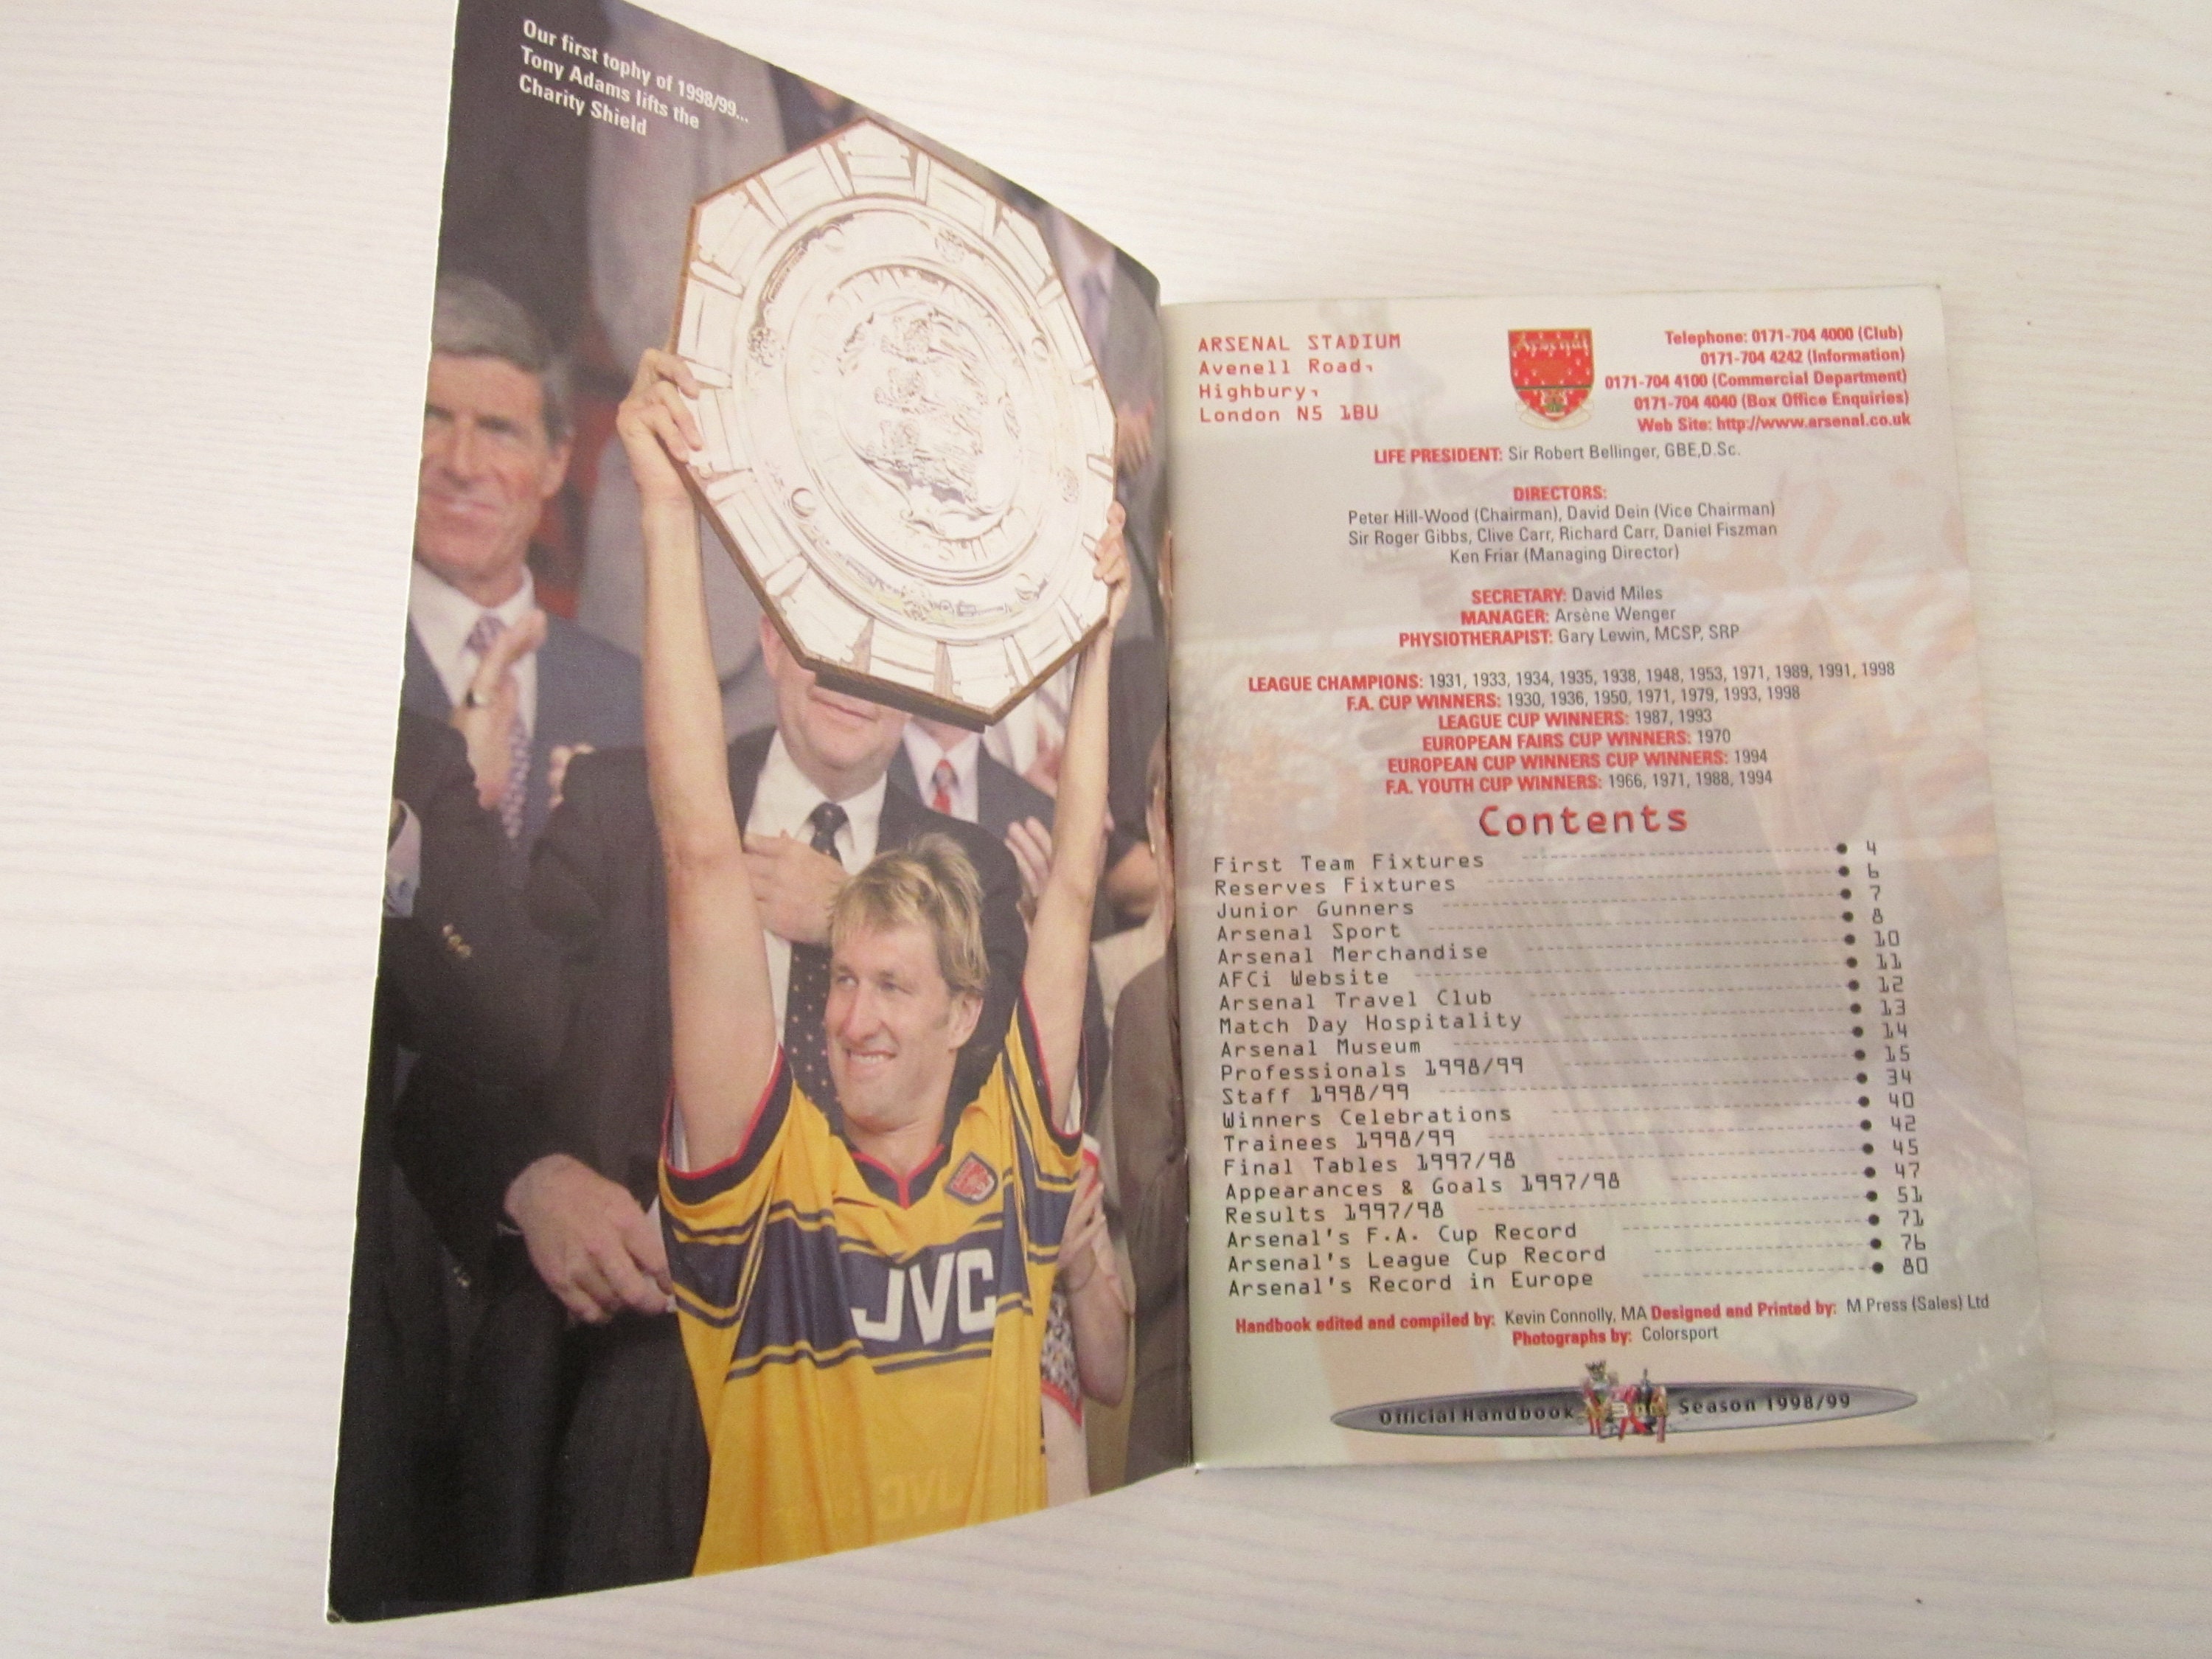 Our first tophy of 1998/99...
Tony Adams lifts the
Charity Shield
JVC
ARSENAL STADIUM
Avenell Road,
Highbury,
London N5 1BU
Arsenal
Telephone: 0171-704 4000 (Club)
0171-704 4242 (Information)
0171-704 4100 (Commercial Department)
0171-704 4040 (Box Office Enquiries)
Web Site: http://www.arsenal.co.uk
LIFE PRESIDENT: Sir Robert Bellinger, GBE,D.Sc.
DIRECTORS:
Peter Hill-Wood (Chairman), David Dein (Vice Chairman)
Sir Roger Gibbs, Clive Carr, Richard Carr, Daniel Fiszman
Ken Friar (Managing Director)
SECRETARY: David Miles
MANAGER: Arsène Wenger
PHYSIOTHERAPIST: Gary Lewin, MCSP, SRP
LEAGUE CHAMPIONS: 1931, 1933, 1934, 1935, 1938, 1948, 1953, 1971, 1989, 1991, 1998
F.A. CUP WINNERS: 1930, 1936, 1950, 1971, 1979, 1993, 1998
LEAGUE CUP WINNERS: 1987, 1993
EUROPEAN FAIRS CUP WINNERS: 1970
EUROPEAN CUP WINNERS CUP WINNERS: 1994
F.A. YOUTH CUP WINNERS: 1966, 1971, 1988, 1994
Contents
First Team Fixtures 4
Reserves Fixtures 6
Junior Gunners 7
Arsenal Sport 8
Arsenal Merchandise 10
AFCi Website 11
Arsenal Travel Club 12
Match Day Hospitality 13
Arsenal Museum 14
Professionals 1998/99 15
Staff 1998/99 34
Winners Celebrations 40
Trainees 1998/99 42
Final Tables 1997/98 45
Appearances & Goals 1997/98 47
Results 1997/98 51
Arsenal's F.A. Cup Record 71
Arsenal's League Cup Record 76
Arsenal's Record in Europe 80
Handbook edited and compiled by: Kevin Connolly, MA Designed and Printed by: M Press (Sales) Ltd
Photographs by: Colorsport
Official Handbook Season 1998/99